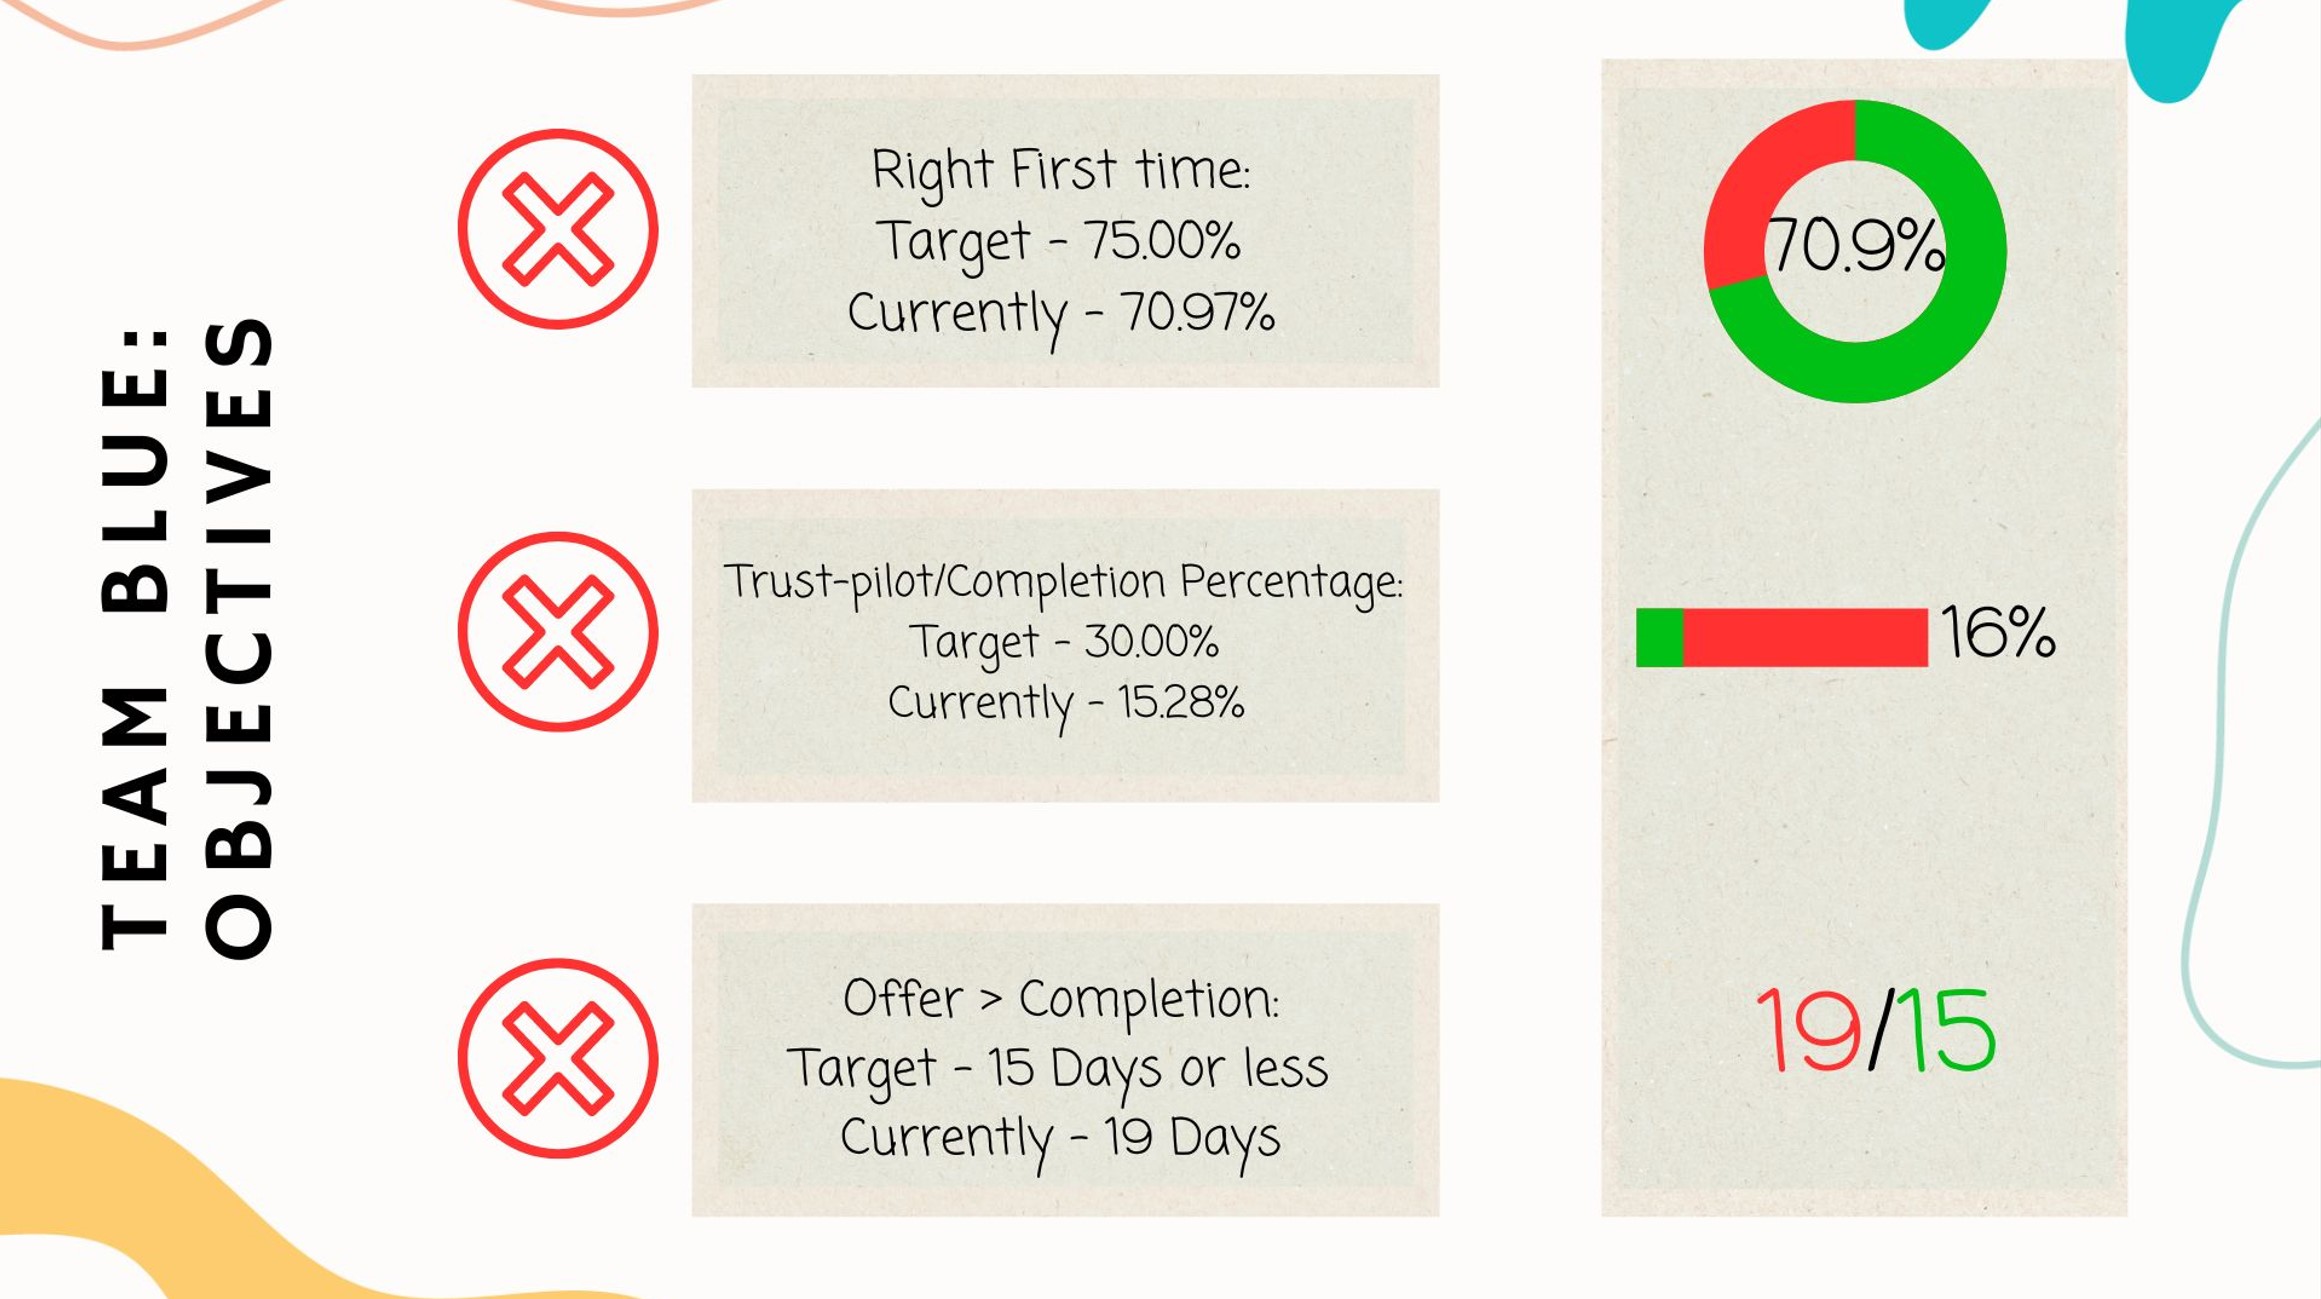 TEAM BLUE:
OBJECTIVES
Right First time:
Target - 75.00%
Currently - 70.97%
70.9%
Trust-pilot/Completion Percentage:
Target - 30.00%
Currently - 15.28%
16%
Offer > Completion:
Target - 15 Days or less
Currently - 19 Days
19/15